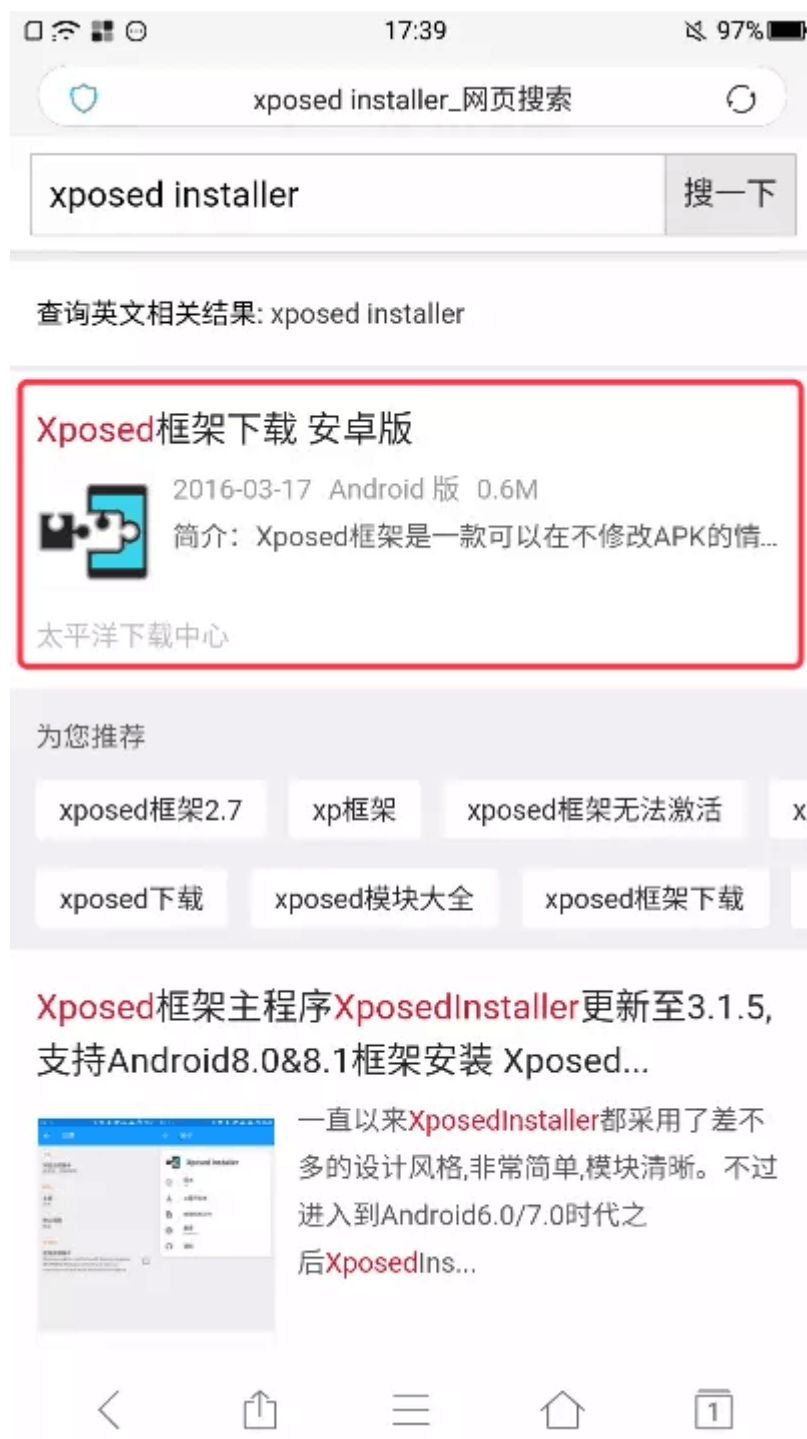 17:39
97%
xposed installer_网页搜索
xposed installer
搜一下
查询英文相关结果: xposed installer
Xposed框架下载 安卓版
2016-03-17 Android 版 0.6M
简介：Xposed框架是一款可以在不修改APK的情...
太平洋下载中心
为您推荐
xposed框架2.7
xp框架
xposed框架无法激活
x
xposed下载
xposed模块大全
xposed框架下载
Xposed框架主程序XposedInstaller更新至3.1.5,
支持Android8.0&8.1框架安装 Xposed...
一直以来XposedInstaller都采用了差不
多的设计风格,非常简单,模块清晰。不过
进入到Android6.0/7.0时代之
后XposedIns...
Xposed Installer
1